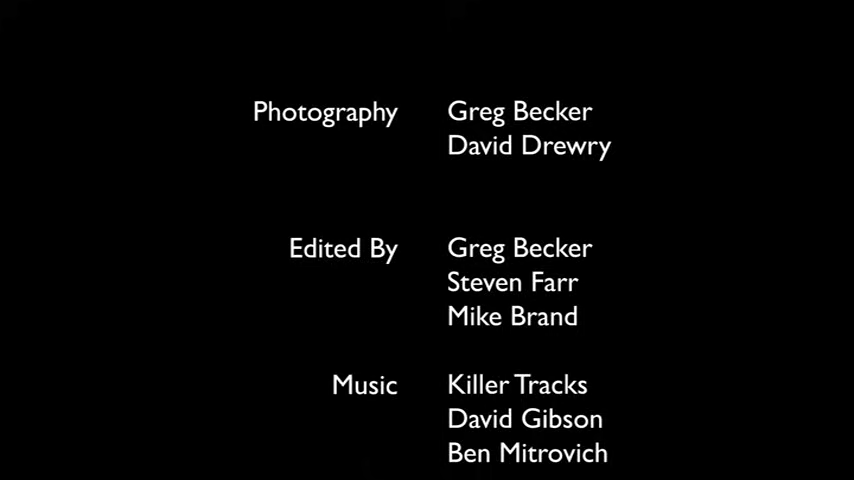 Photography Greg Becker
David Drewry
Edited By Greg Becker
Steven Farr
Mike Brand
Music Killer Tracks
David Gibson
Ben Mitrovich